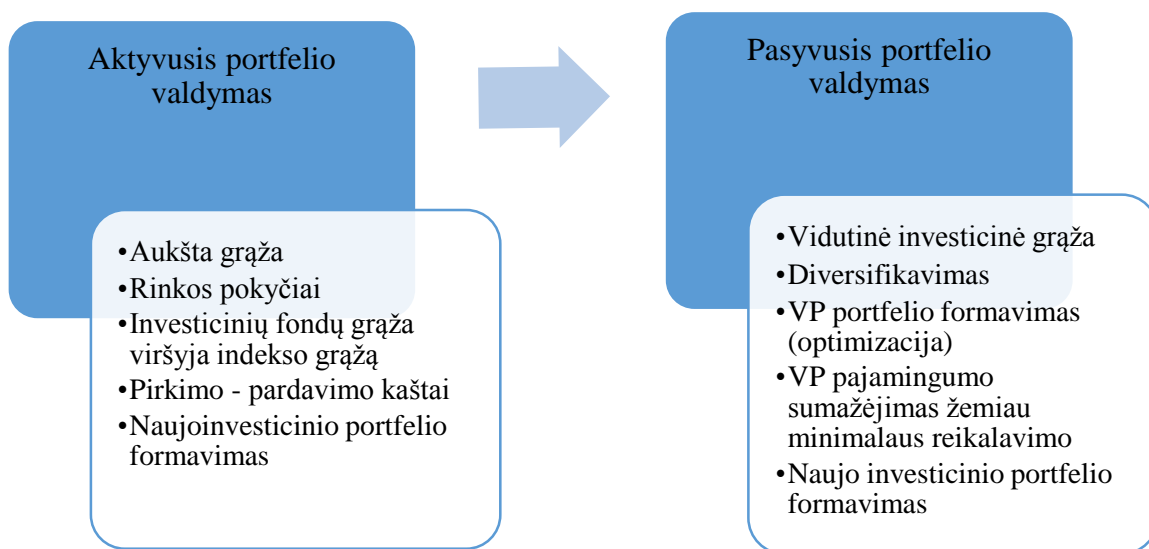 Aktyvusis portfelio
valdymas
•Aukšta grąža
•Rinkos pokyčiai
•Investicinių fondų grąža
viršyja indekso grąžą
•Pirkimo - pardavimo kaštai
•Naujoinvesticinio portfelio
formavimas
Pasyvusis portfelio
valdymas
•Vidutinė investicinė grąža
•Diversifikavimas
•VP portfelio formavimas
(optimizacija)
•VP pajamingumo
sumažėjimas žemiau
minimalaus reikalavimo
•Naujo investicinio portfelio
formavimas